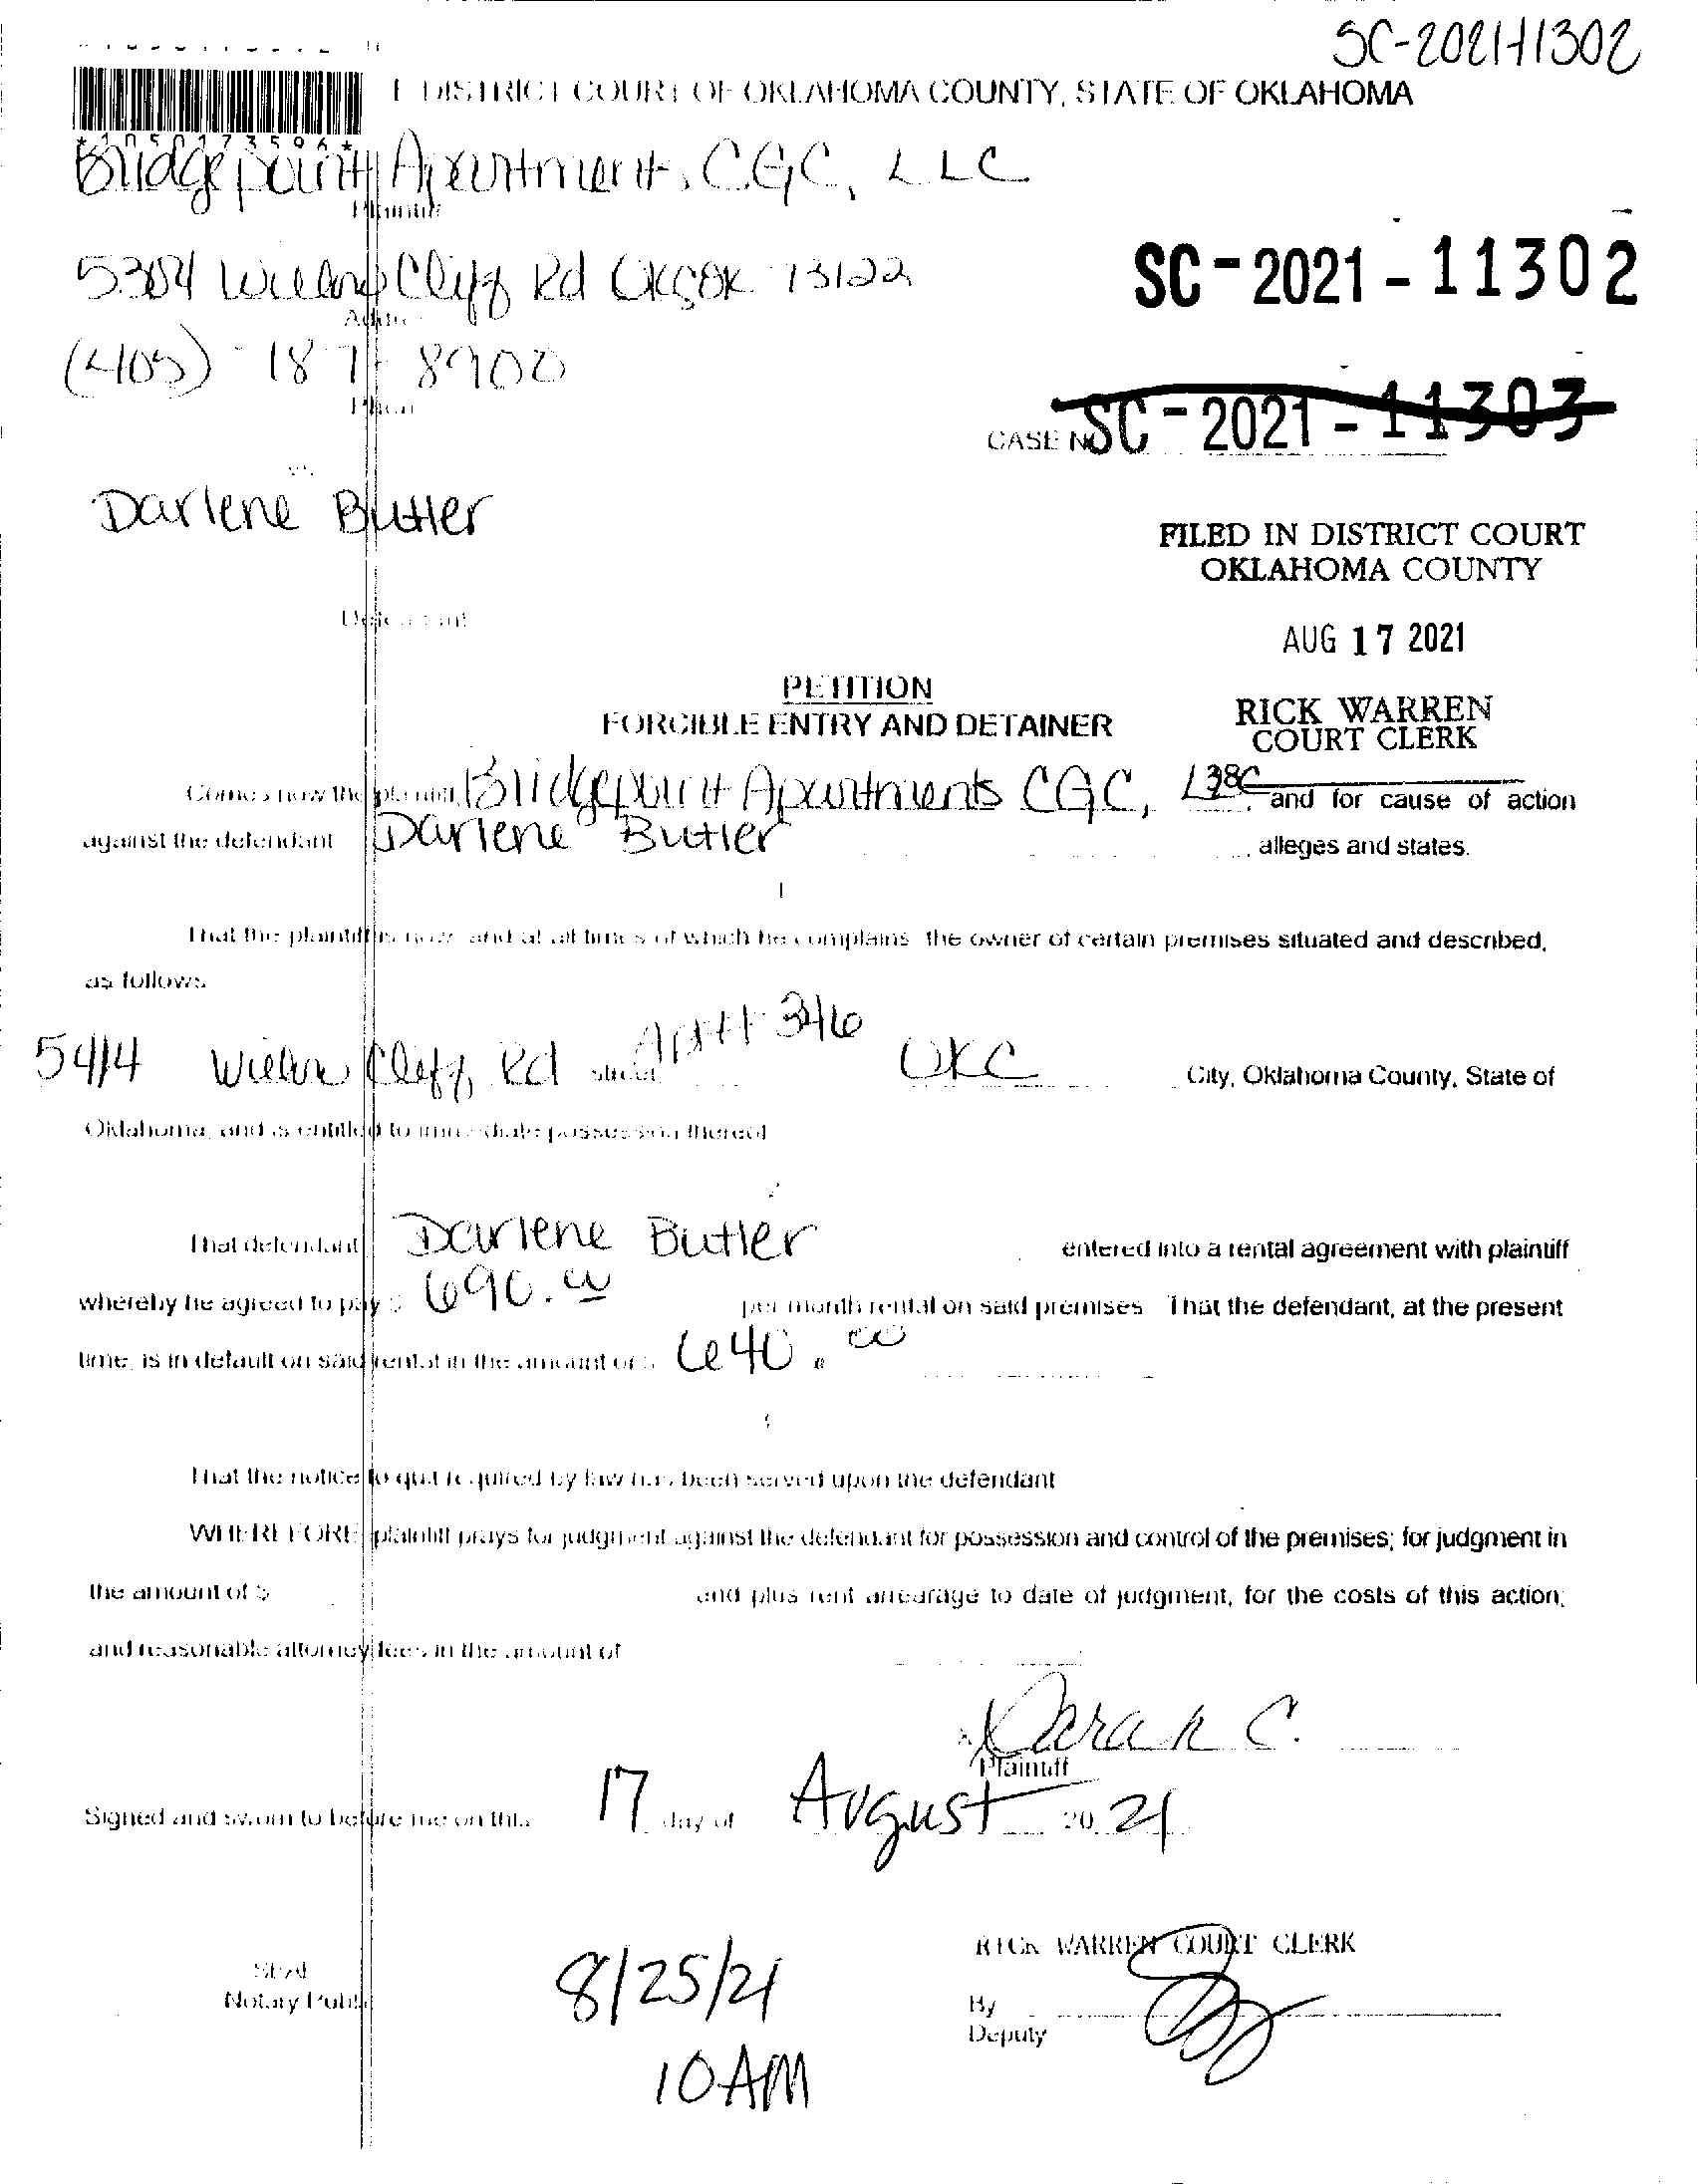 SC-2021-11302
DISTRICT COURT OF OKLAHOMA COUNTY, STATE OF OKLAHOMA
*1050173596*
Bridgepoint Apartments, CGC, LLC
Plaintiff
5304 Willow Cliff Rd OKC OK 73122
SC-2021-11302
Address
(405) 787-8900
Phone
CASE NO SC-2021-11303
vs.
Darlene Butler
FILED IN DISTRICT COURT
OKLAHOMA COUNTY
Defendant
AUG 17 2021
PETITION
FORCIBLE ENTRY AND DETAINER
RICK WARREN
COURT CLERK
Comes now the plaintiff, Bridgepoint Apartments CGC, and for cause of action
38C
against the defendant Darlene Butler, alleges and states.
That the plaintiff is now and at all times of which he complains the owner of certain premises situated and described,
as follows
5414 Willow Cliff Rd Street Apt# 346 OKC City, Oklahoma County, State of
Oklahoma, and is entitled to immediate possession thereof
That defendant Darlene Butler entered into a rental agreement with plaintiff
whereby he agreed to pay $ 690.00 per month rental on said premises That the defendant, at the present
time, is in default on said rental in the amount of $ 640.00
That the notice to quit required by law has been served upon the defendant
WHEREFORE plaintiff prays for judgment against the defendant for possession and control of the premises; for judgment in
the amount of $ and plus rent arrearage to date of judgment, for the costs of this action;
and reasonable attorney fees in the amount of
Plaintiff
Signed and sworn to before me on this 17 day of August 20 21
RICK WARREN COURT CLERK
Notary Public
8/25/21
By
Deputy
10 AM